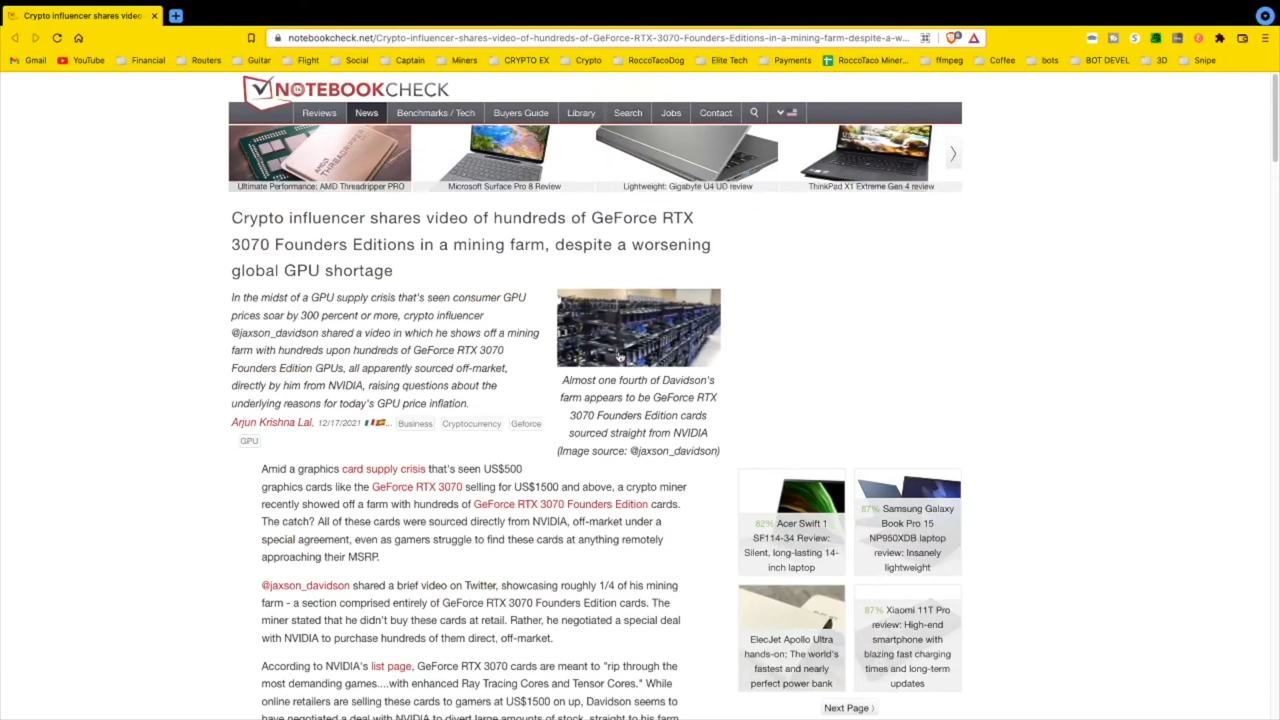 Crypto influencer shares video
notebookcheck.net/Crypto-influencer-shares-video-of-hundreds-of-GeForce-RTX-3070-Founders-Editions-in-a-mining-farm-despite-a-w...
Gmail YouTube Financial Routers Guitar Flight Social Captain Miners CRYPTO EX Crypto RoccoTacoDog Elite Tech Payments RoccoTaco Miner... ffmpeg Coffee bots BOT DEVEL 3D Snipe
NOTEBOOKCHECK
Reviews News Benchmarks / Tech Buyers Guide Library Search Jobs Contact
Ultimate Performance: AMD Threadripper PRO Microsoft Surface Pro 8 Review Lightweight: Gigabyte U4 UD review ThinkPad X1 Extreme Gen 4 review
Crypto influencer shares video of hundreds of GeForce RTX
3070 Founders Editions in a mining farm, despite a worsening
global GPU shortage
In the midst of a GPU supply crisis that's seen consumer GPU
prices soar by 300 percent or more, crypto influencer
@jaxson_davidson shared a video in which he shows off a mining
farm with hundreds upon hundreds of GeForce RTX 3070
Founders Edition GPUs, all apparently sourced off-market,
directly by him from NVIDIA, raising questions about the
underlying reasons for today's GPU price inflation.
Arjun Krishna Lal, 12/17/2021 ... Business Cryptocurrency Geforce
GPU
Almost one fourth of Davidson's
farm appears to be GeForce RTX
3070 Founders Edition cards
sourced straight from NVIDIA
(Image source: @jaxson_davidson)
Amid a graphics card supply crisis that's seen US$500
graphics cards like the GeForce RTX 3070 selling for US$1500 and above, a crypto miner
recently showed off a farm with hundreds of GeForce RTX 3070 Founders Edition cards.
The catch? All of these cards were sourced directly from NVIDIA, off-market under a
special agreement, even as gamers struggle to find these cards at anything remotely
approaching their MSRP.
@jaxson_davidson shared a brief video on Twitter, showcasing roughly 1/4 of his mining
farm - a section comprised entirely of GeForce RTX 3070 Founders Edition cards. The
miner stated that he didn't buy these cards at retail. Rather, he negotiated a special deal
with NVIDIA to purchase hundreds of them direct, off-market.
According to NVIDIA's list page, GeForce RTX 3070 cards are meant to "rip through the
most demanding games....with enhanced Ray Tracing Cores and Tensor Cores." While
online retailers are selling these cards to gamers at US$1500 on up, Davidson seems to
have negotiated a deal with NVIDIA to divert large amounts of stock, straight to his farm
82% Acer Swift 1
SF114-34 Review:
Silent, long-lasting 14-
inch laptop
87% Samsung Galaxy
Book Pro 15
NP950XDB laptop
review: Insanely
lightweight
ElecJet Apollo Ultra
hands-on: The world's
fastest and nearly
perfect power bank
87% Xiaomi 11T Pro
review: High-end
smartphone with
blazing fast charging
times and long-term
updates
Next Page ⟩